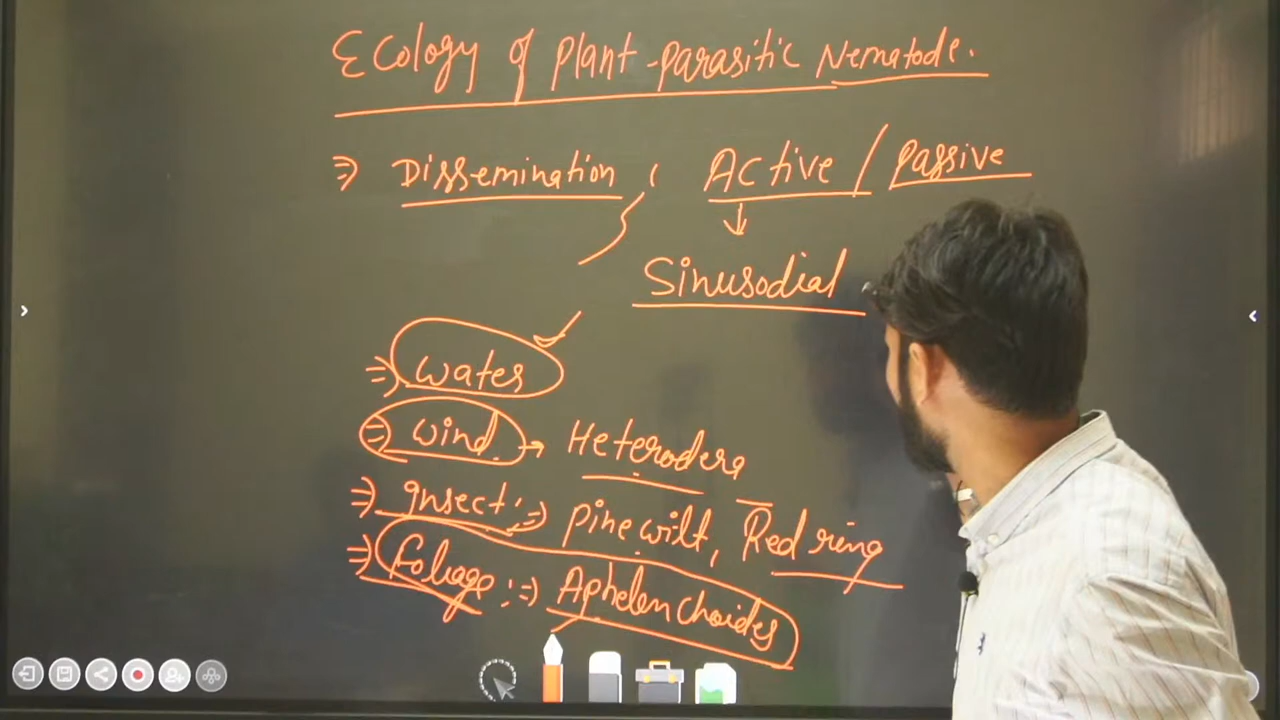 Ecology of Plant-parasitic Nematode.
⇒ Dissemination, Active / Passive
↓
Sinusodial
⇒ water
⇒ wind. → Heterodera
⇒ Insect: ⇒ pine wilt, Red ring
⇒ foliage: ⇒ Aphelenchoides